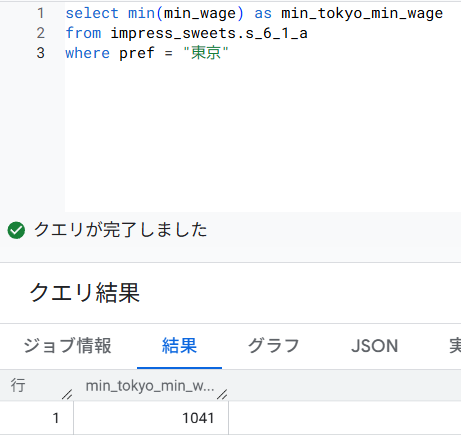 1 select min(min_wage) as min_tokyo_min_wage
2 from impress_sweets.s_6_1_a
3 where pref = "東京"
クエリが完了しました
クエリ結果
ジョブ情報 結果 グラフ JSON 実
行 min_tokyo_min_w...
1 1041